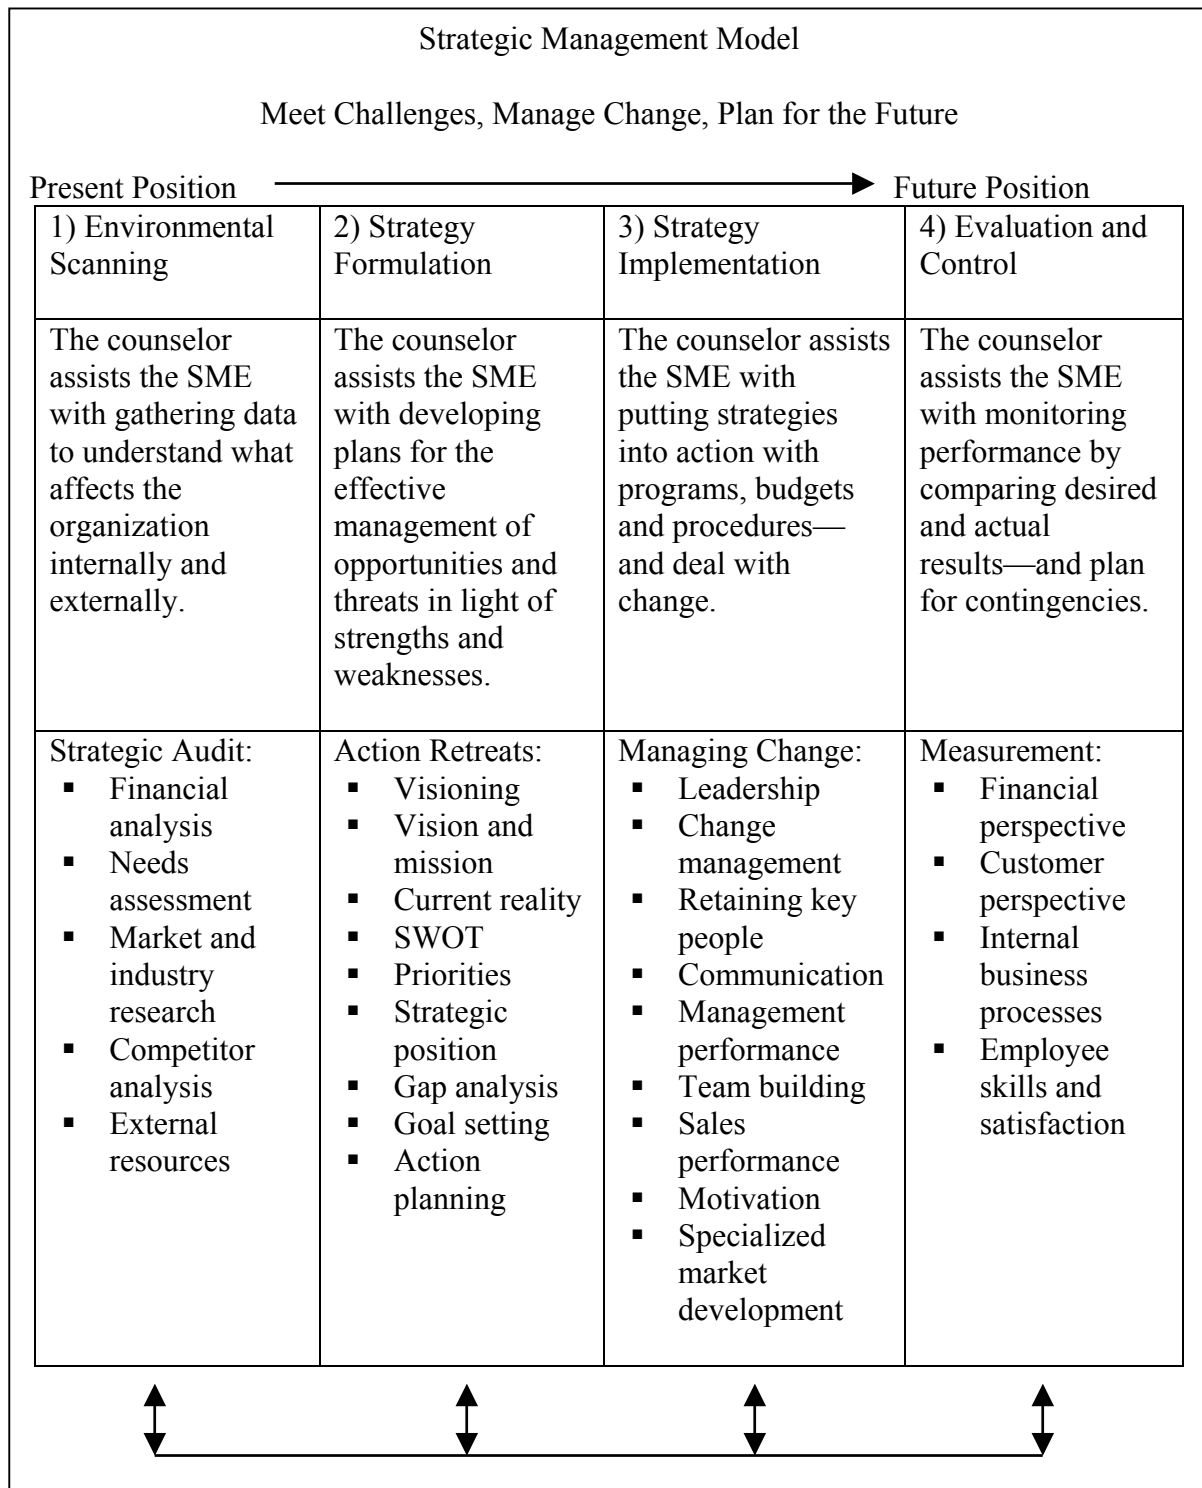 Strategic Management Model
Meet Challenges, Manage Change, Plan for the Future
Present Position
Future Position
1) Environmental
Scanning
2) Strategy
Formulation
3) Strategy
Implementation
4) Evaluation and
Control
The counselor
assists the SME
with gathering data
to understand what
affects the
organization
internally and
externally.
The counselor
assists the SME
with developing
plans for the
effective
management of
opportunities and
threats in light of
strengths and
weaknesses.
The counselor assists
the SME with
putting strategies
into action with
programs, budgets
and procedures—
and deal with
change.
The counselor
assists the SME
with monitoring
performance by
comparing desired
and actual
results—and plan
for contingencies.
Strategic Audit:
▪ Financial
analysis
▪ Needs
assessment
▪ Market and
industry
research
▪ Competitor
analysis
▪ External
resources
Action Retreats:
▪ Visioning
▪ Vision and
mission
▪ Current reality
▪ SWOT
▪ Priorities
▪ Strategic
position
▪ Gap analysis
▪ Goal setting
▪ Action
planning
Managing Change:
▪ Leadership
▪ Change
management
▪ Retaining key
people
▪ Communication
▪ Management
performance
▪ Team building
▪ Sales
performance
▪ Motivation
▪ Specialized
market
development
Measurement:
▪ Financial
perspective
▪ Customer
perspective
▪ Internal
business
processes
▪ Employee
skills and
satisfaction